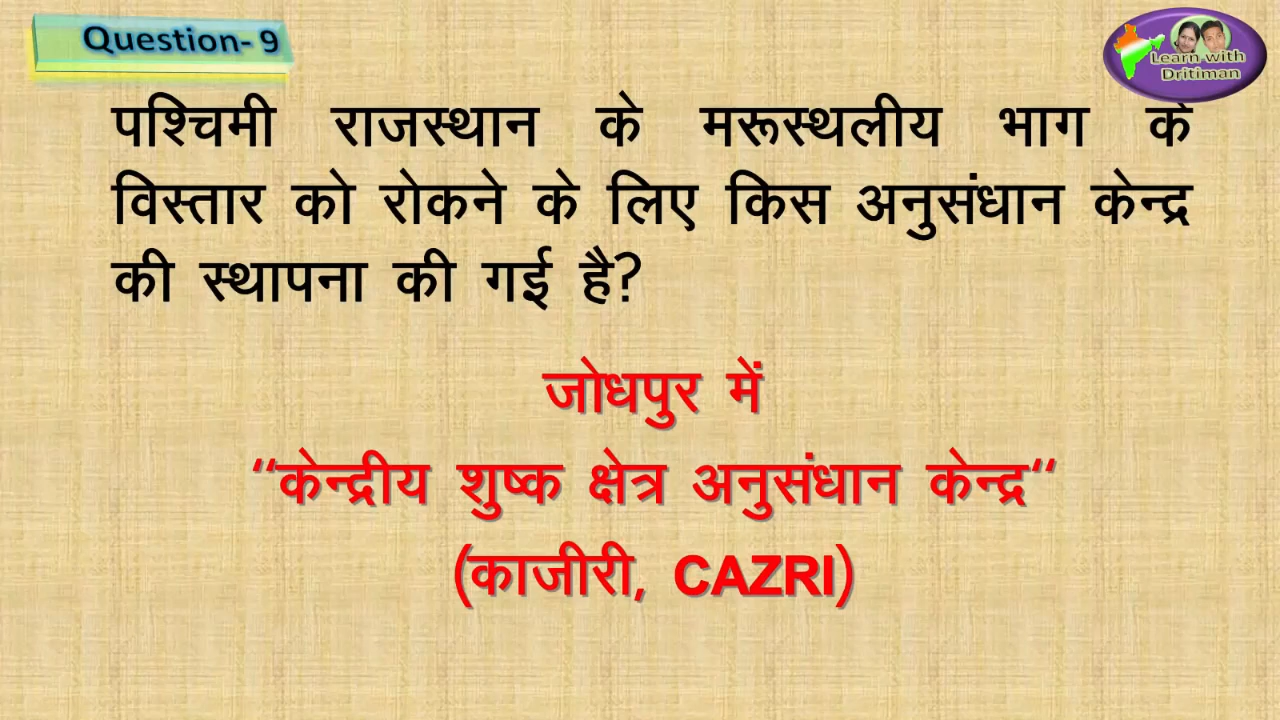 Question- 9
Learn with
Dritiman
पश्चिमी राजस्थान के मरूस्थलीय भाग के
विस्तार को रोकने के लिए किस अनुसंधान केन्द्र
की स्थापना की गई है?
जोधपुर में
“केन्द्रीय शुष्क क्षेत्र अनुसंधान केन्द्र“
(काजीरी, CAZRI)